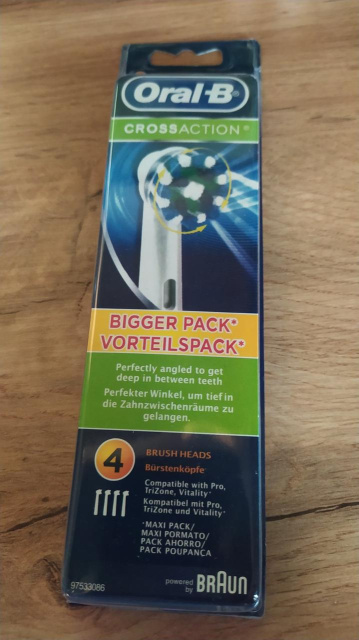 Oral-B
CROSSACTION®
BIGGER PACK*
VORTEILSPACK*
Perfectly angled to get
deep in between teeth
Perfekter Winkel, um tief in
die Zahnzwischenräume zu
gelangen.
4
BRUSH HEADS
Bürstenköpfe
Compatible with Pro,
TriZone, Vitality
Kompatibel mit Pro,
TriZone und Vitality
*MAXI PACK/
MAXI FORMATO/
PACK AHORRO/
PACK POUPANÇA
97533086
powered
by BRAUN